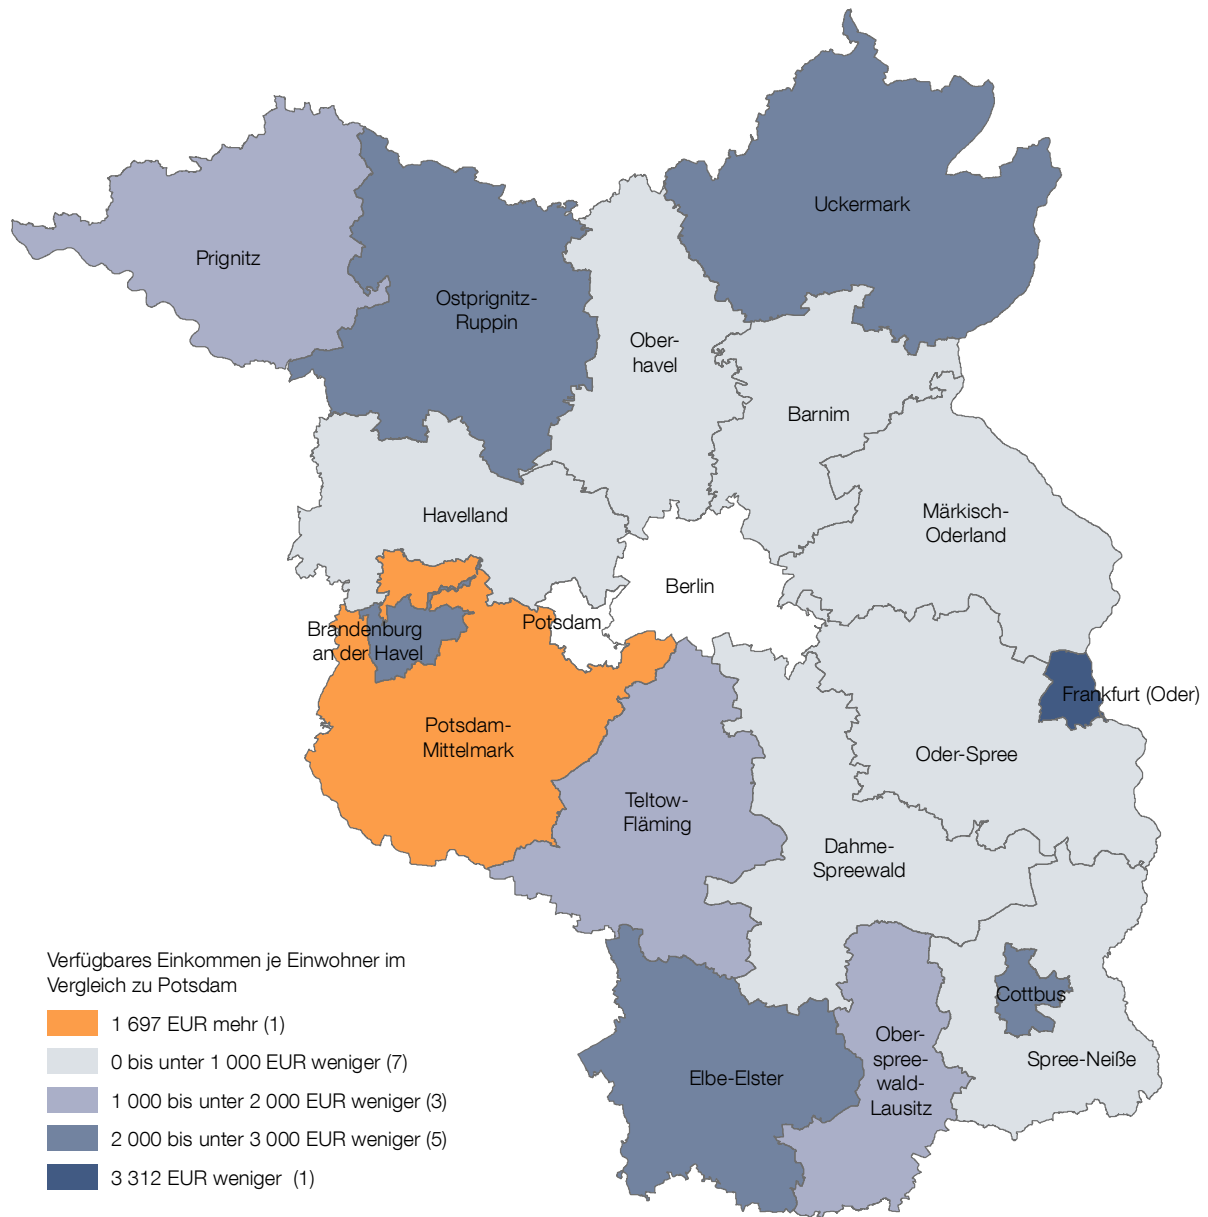 Uckermark
Prignitz
Ostprignitz-
Ruppin
Ober-
havel
Barnim
Havelland
Märkisch-
Oderland
Berlin
Potsdam
Brandenburg
an der Havel
Frankfurt (Oder)
Potsdam-
Mittelmark
Oder-Spree
Teltow-
Fläming
Dahme-
Spreewald
Cottbus
Ober-
spree-
wald-
Lausitz
Spree-Neiße
Elbe-Elster
Verfügbares Einkommen je Einwohner im
Vergleich zu Potsdam
1 697 EUR mehr (1)
0 bis unter 1 000 EUR weniger (7)
1 000 bis unter 2 000 EUR weniger (3)
2 000 bis unter 3 000 EUR weniger (5)
3 312 EUR weniger (1)